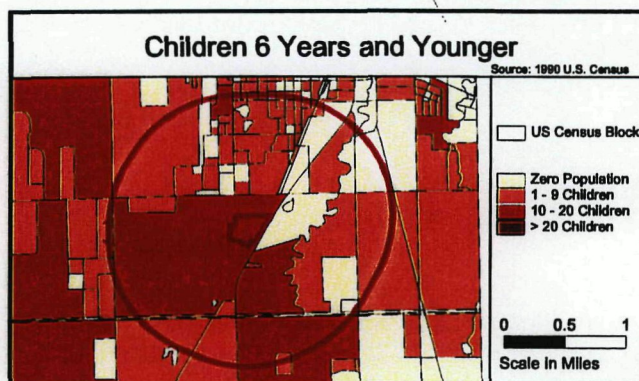 Children 6 Years and Younger
Source: 1990 U.S. Census
US Census Block
Zero Population
1 - 9 Children
10 - 20 Children
> 20 Children
0 0.5 1
Scale in Miles